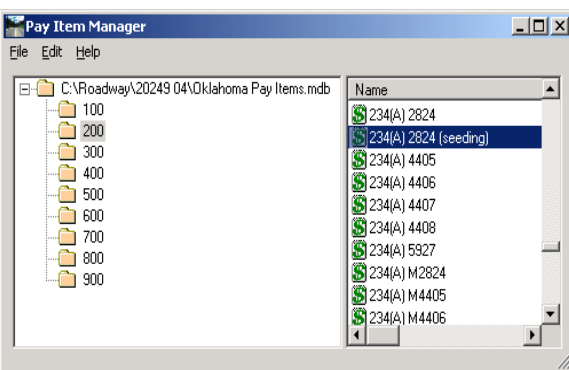 Pay Item Manager
File Edit Help
C:\Roadway\20249 04\Oklahoma Pay Items.mdb
100
200
300
400
500
600
700
800
900
Name
234(A) 2824
234(A) 2824 (seeding)
234(A) 4405
234(A) 4406
234(A) 4407
234(A) 4408
234(A) 5927
234(A) M2824
234(A) M4405
234(A) M4406